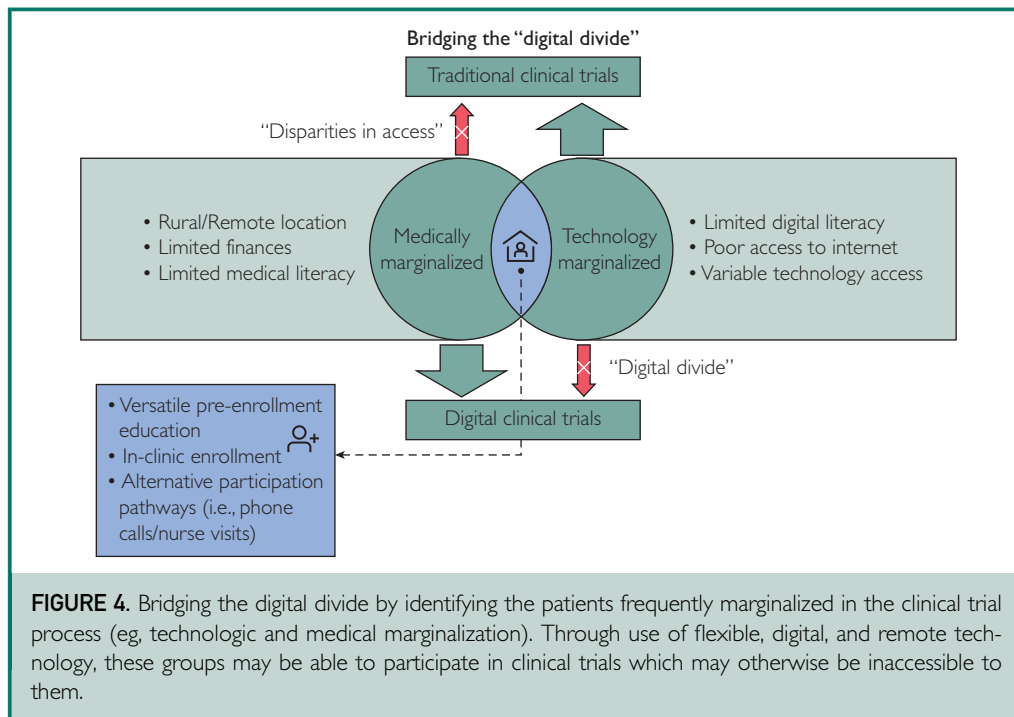 Bridging the “digital divide”
Traditional clinical trials
“Disparities in access”
• Rural/Remote location
• Limited finances
• Limited medical literacy
Medically
marginalized
Technology
marginalized
• Limited digital literacy
• Poor access to internet
• Variable technology access
“Digital divide”
Digital clinical trials
• Versatile pre-enrollment
education
• In-clinic enrollment
• Alternative participation
pathways (i.e., phone
calls/nurse visits)
FIGURE 4. Bridging the digital divide by identifying the patients frequently marginalized in the clinical trial
process (eg, technologic and medical marginalization). Through use of flexible, digital, and remote tech-
nology, these groups may be able to participate in clinical trials which may otherwise be inaccessible to
them.